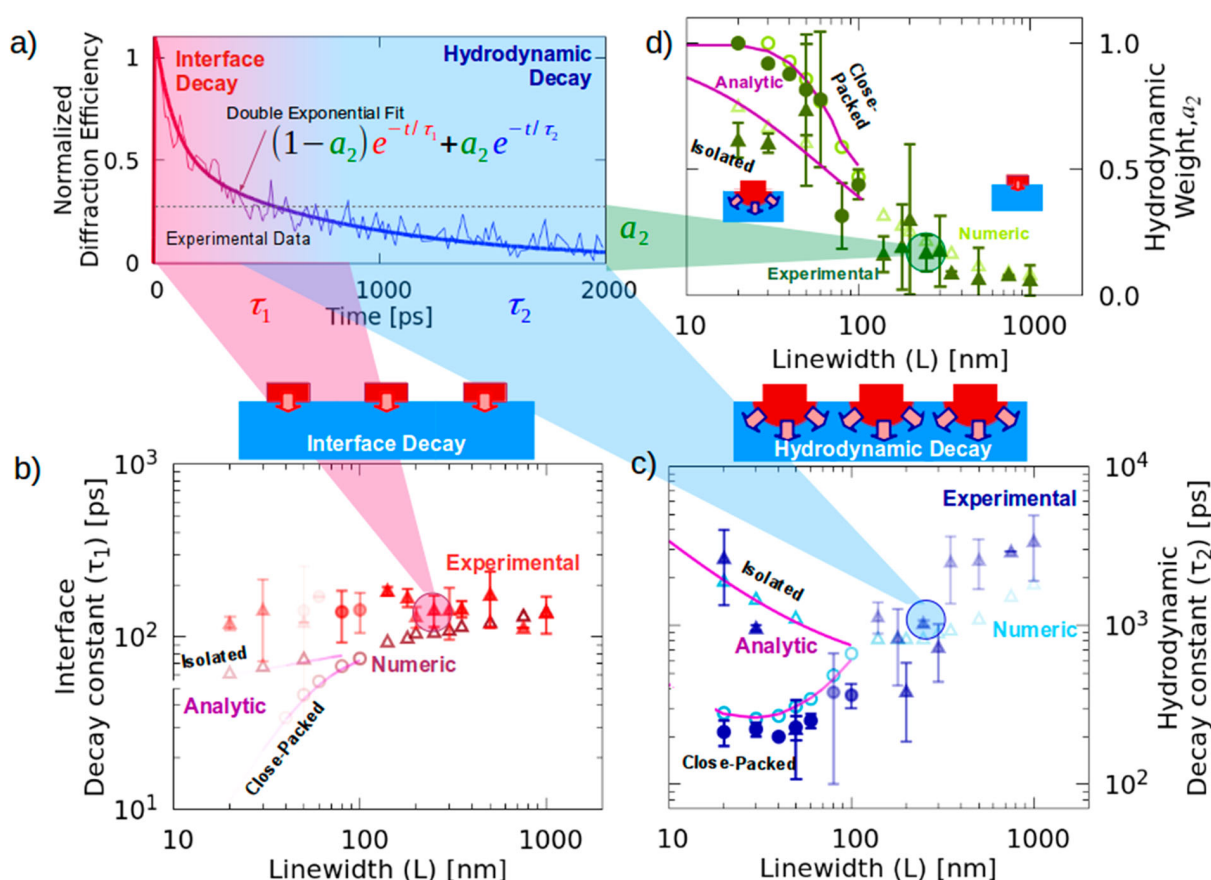 a)
Normalized
Diffraction Efficiency
1
0.5
0
Interface
Decay
Hydrodynamic
Decay
Double Exponential Fit
(1−a₂)e^−t/τ₁+a₂e^−t/τ₂
Experimental Data
0
1000
2000
τ₁
Time [ps]
τ₂
a₂
d)
Analytic
Close-
Packed
Isolated
Numeric
Experimental
1.0
0.5
0.0
Hydrodynamic
Weight,a₂
10
100
1000
Linewidth (L) [nm]
Interface Decay
Hydrodynamic Decay
b)
Interface
Decay constant (τ₁) [ps]
10³
10²
10¹
Experimental
Isolated
Numeric
Analytic
Close-Packed
10
100
1000
Linewidth (L) [nm]
c)
Experimental
Isolated
Analytic
Numeric
Close-Packed
10⁴
10³
10²
Hydrodynamic
Decay constant (τ₂) [ps]
10
100
1000
Linewidth (L) [nm]